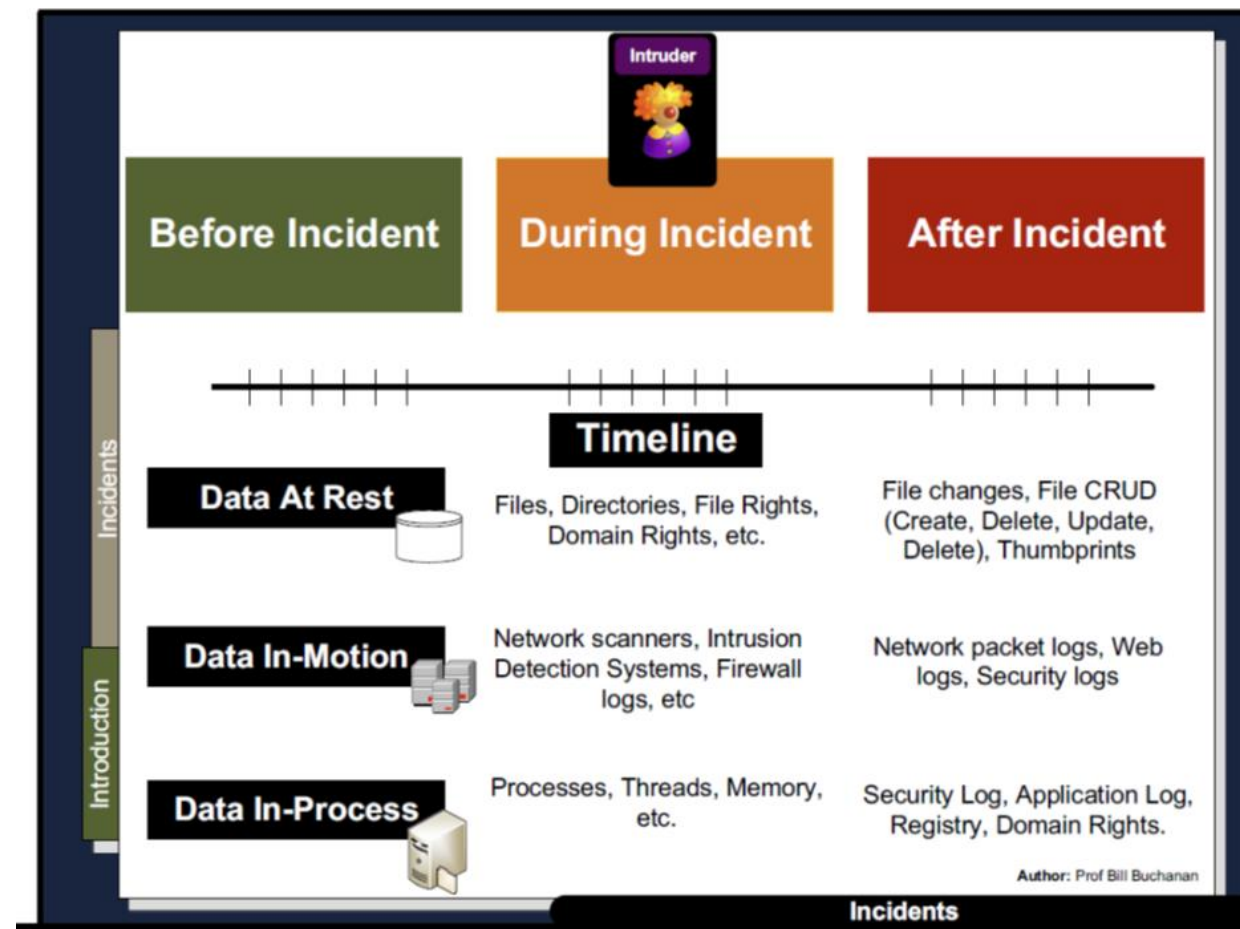 Intruder
Before Incident
During Incident
After Incident
Timeline
Data At Rest
Files, Directories, File Rights,
Domain Rights, etc.
File changes, File CRUD
(Create, Delete, Update,
Delete), Thumbprints
Data In-Motion
Network scanners, Intrusion
Detection Systems, Firewall
logs, etc
Network packet logs, Web
logs, Security logs
Data In-Process
Processes, Threads, Memory,
etc.
Security Log, Application Log,
Registry, Domain Rights.
Author: Prof Bill Buchanan
Incidents
Incidents
Introduction